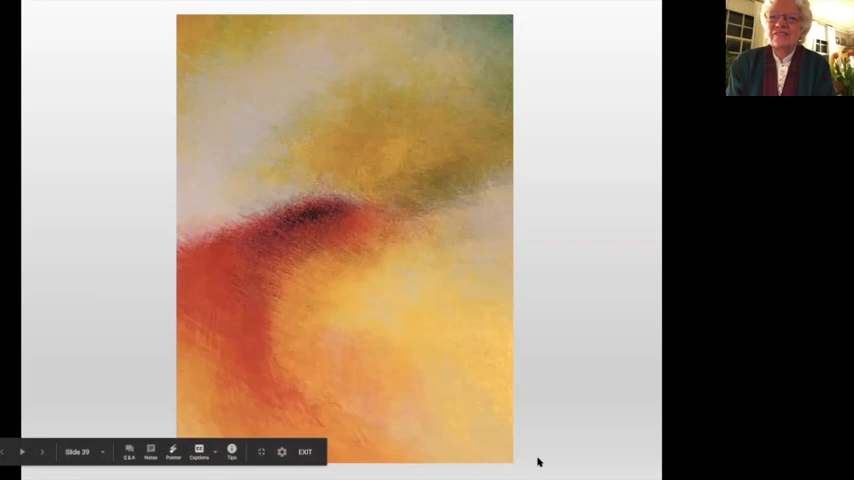 Slide 39
Q & A
Notes
Pointer
Captions
Tips
EXIT